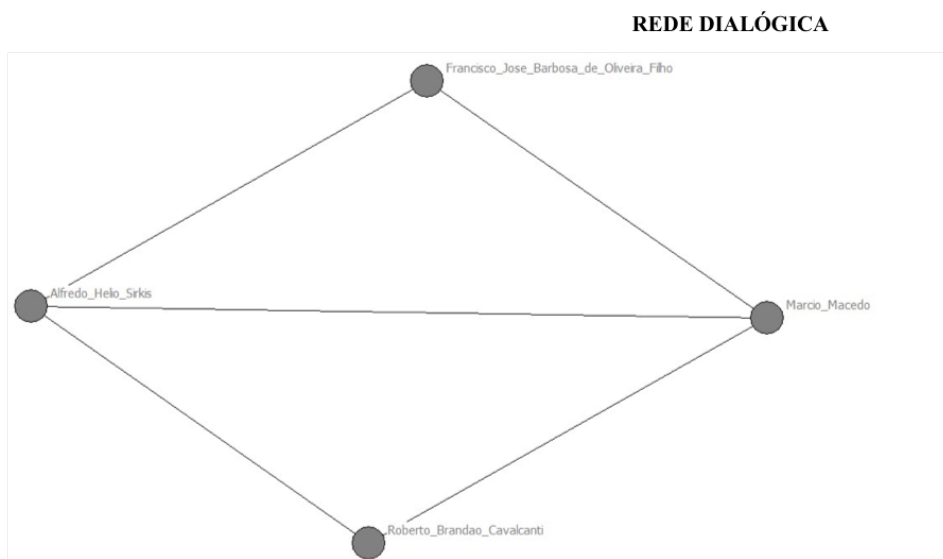 REDE DIALÓGICA
Francisco_Jose_Barbosa_de_Oliveira_Filho
Alfredo_Helio_Sirkis
Marcio_Macedo
Roberto_Brandao_Cavalcanti